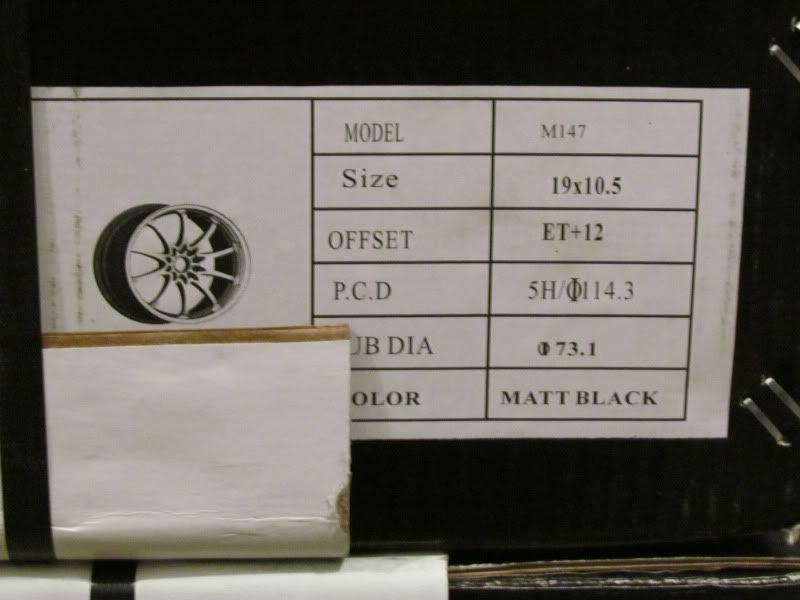 MODEL M147
Size 19x10.5
OFFSET ET+12
P.C.D 5H/Φ114.3
UB DIA Φ73.1
OLOR MATT BLACK